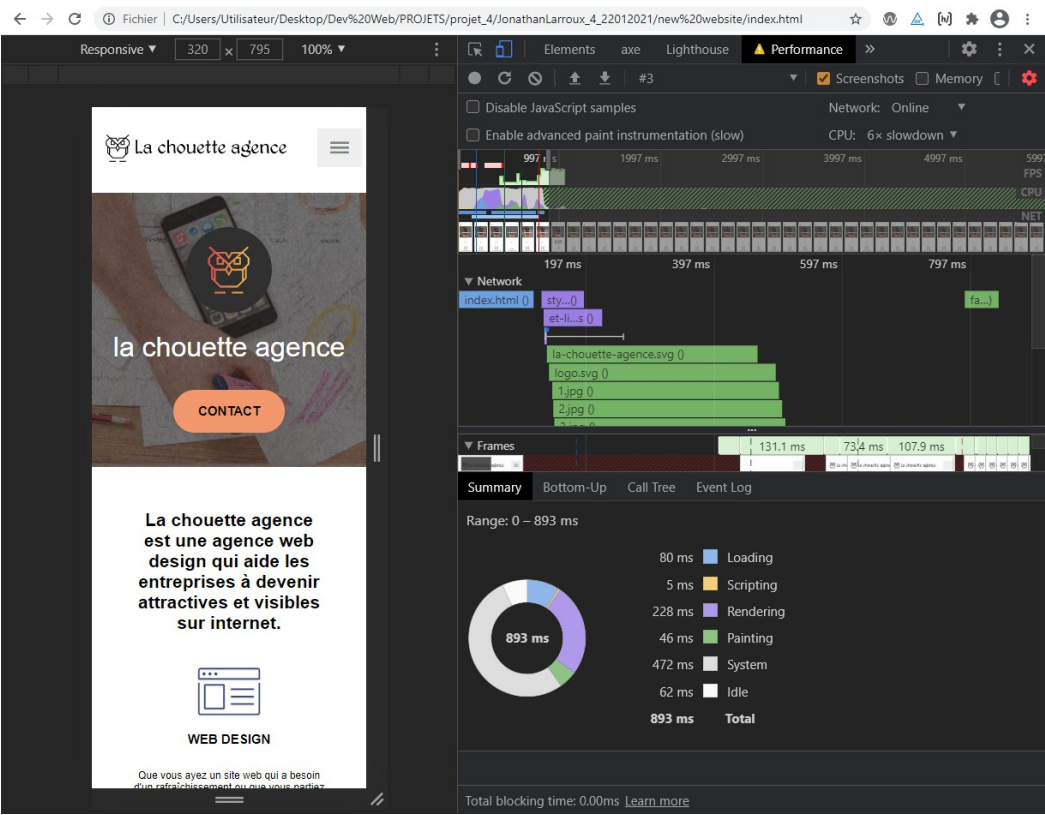 Fichier | C:/Users/Utilisateur/Desktop/Dev%20Web/PROJETS/projet_4/JonathanLarroux_4_22012021/new%20website/index.html
Responsive ▼ 320 x 795 100% ▼
Elements axe Lighthouse Performance »
#3 Screenshots Memory
Disable JavaScript samples Network: Online ▼
Enable advanced paint instrumentation (slow) CPU: 6× slowdown ▼
997 1997 ms 2997 ms 3997 ms 4997 ms 5997
FPS
CPU
NET
197 ms 397 ms 597 ms 797 ms
▼ Network
index.html () sty...() fa...)
et-li...s ()
la-chouette-agence.svg ()
logo.svg ()
1.jpg ()
2.jpg ()
▼ Frames 131.1 ms 73.4 ms 107.9 ms
Summary Bottom-Up Call Tree Event Log
Range: 0 – 893 ms
80 ms Loading
5 ms Scripting
228 ms Rendering
46 ms Painting
472 ms System
62 ms Idle
893 ms Total
893 ms
Total blocking time: 0.00ms Learn more
La chouette agence
la chouette agence
CONTACT
La chouette agence
est une agence web
design qui aide les
entreprises à devenir
attractives et visibles
sur internet.
WEB DESIGN
Que vous ayez un site web qui a besoin
d'un rafraîchissement ou que vous partiez